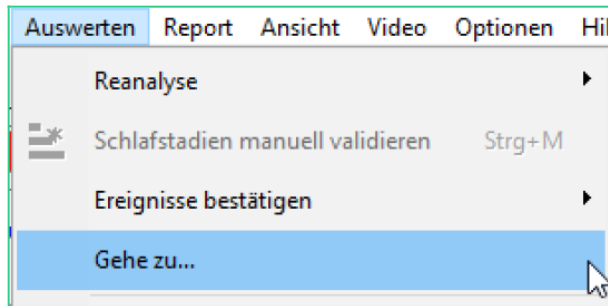 Auswerten Report Ansicht Video Optionen
Reanalyse
Schlafstadien manuell validieren Strg+M
Ereignisse bestätigen
Gehe zu...